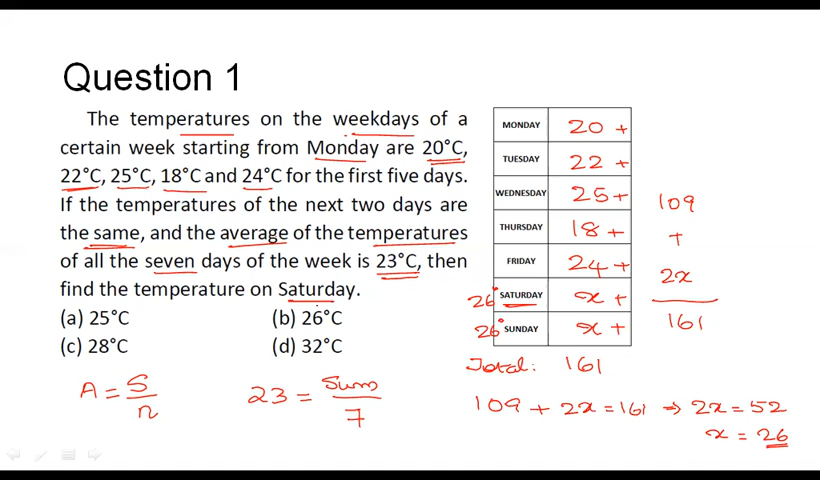 Question 1
The temperatures on the weekdays of a
certain week starting from Monday are 20°C,
22°C, 25°C, 18°C and 24°C for the first five days.
If the temperatures of the next two days are
the same, and the average of the temperatures
of all the seven days of the week is 23°C, then
find the temperature on Saturday.
(a) 25°C (b) 26°C
(c) 28°C (d) 32°C
A = S/n
23 = Sum/7
MONDAY 20 +
TUESDAY 22 +
WEDNESDAY 25 +
THURSDAY 18 +
FRIDAY 24 +
26° SATURDAY x +
26° SUNDAY x +
Total: 161
109
+
2x
161
109 + 2x = 161 ⇒ 2x = 52
x = 26